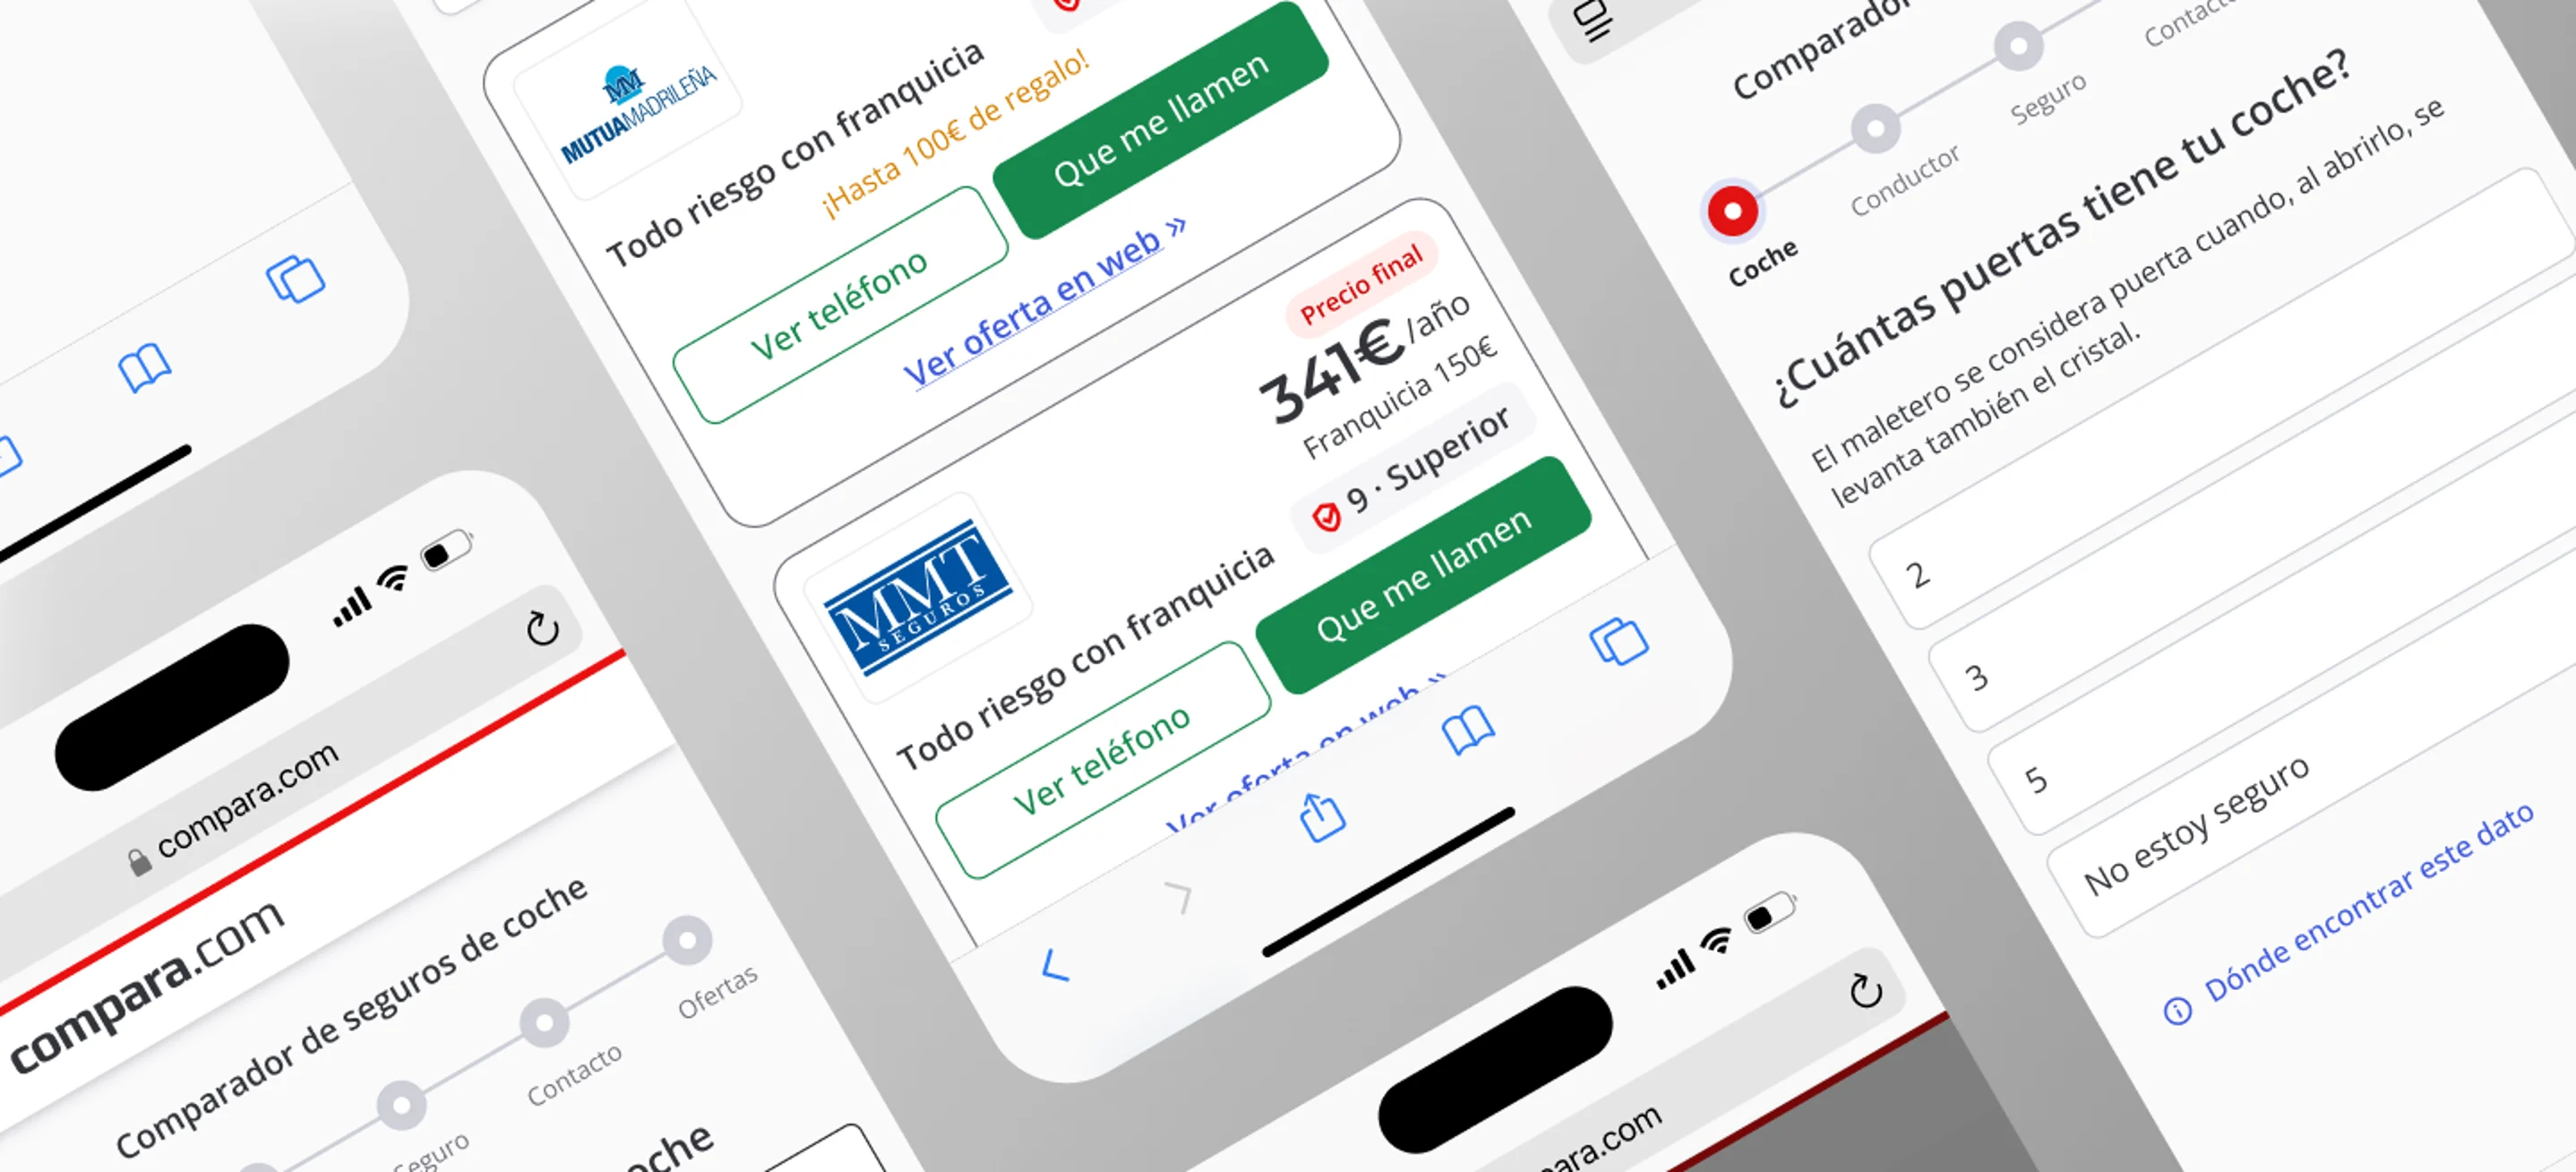 MM
MUTUAMADRILEÑA
Todo riesgo con franquicia
¡Hasta 100€ de regalo!
Ver teléfono
Que me llamen
Ver oferta en web »
Precio final
341€/año
Franquicia 150€
9 · Superior
MMT
SEGUROS
Todo riesgo con franquicia
Ver teléfono
Que me llamen
Ver oferta en web »
compara.com
compara.com
Comparador de seguros de coche
Seguro
Contacto
Ofertas
oche
para.com
Comparador
Coche
Conductor
Seguro
Contacto
¿Cuántas puertas tiene tu coche?
El maletero se considera puerta cuando, al abrirlo, se
levanta también el cristal.
2
3
5
No estoy seguro
Dónde encontrar este dato